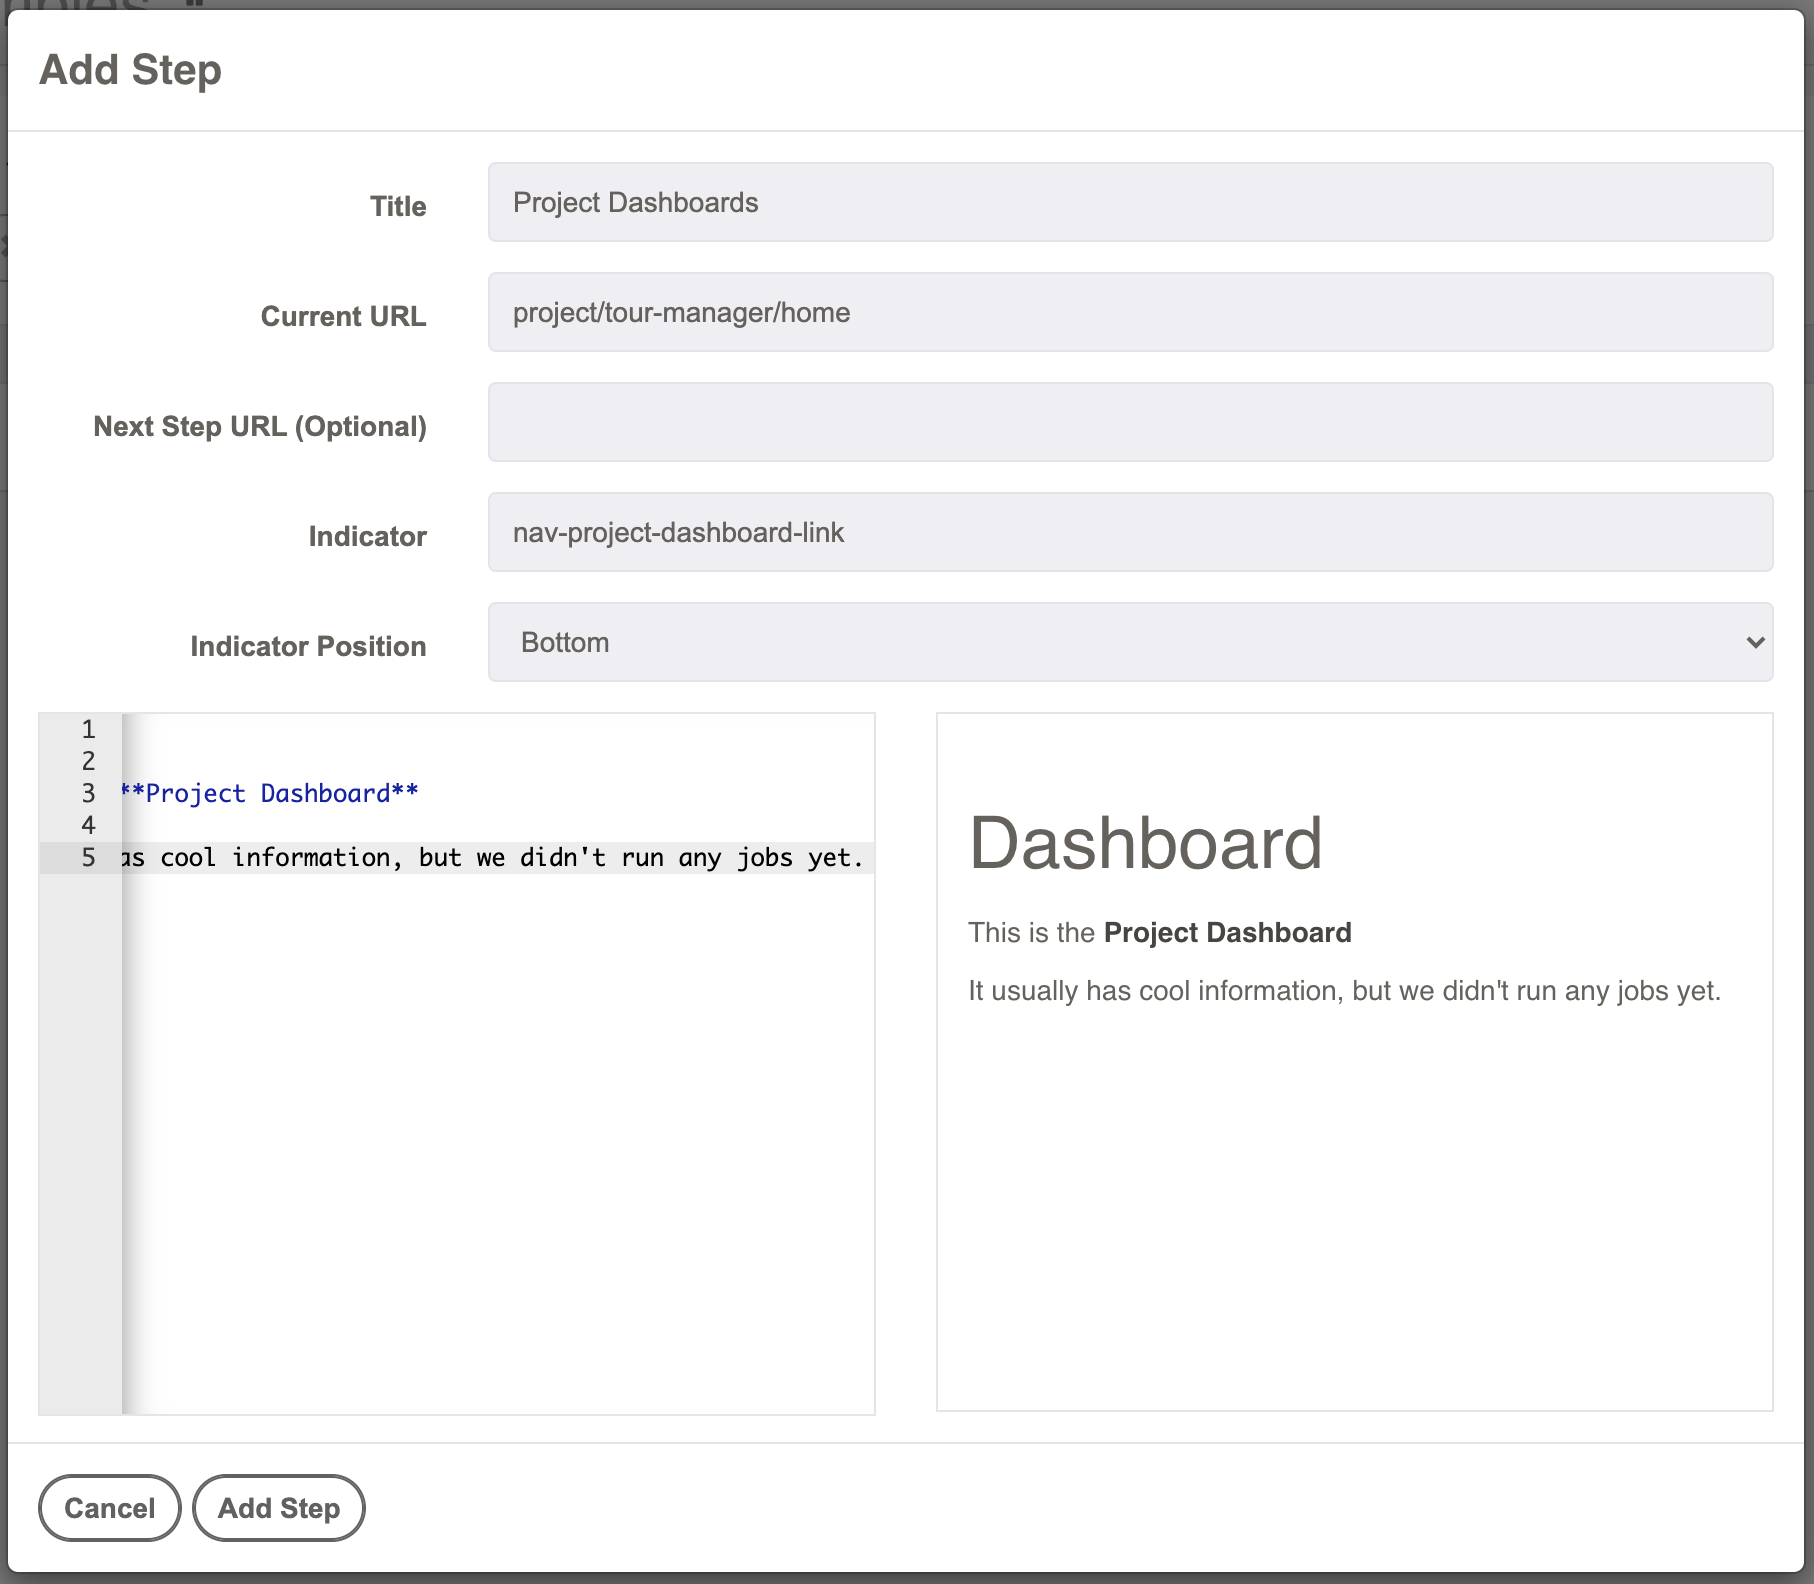 Add Step
Title
Project Dashboards
Current URL
project/tour-manager/home
Next Step URL (Optional)
Indicator
nav-project-dashboard-link
Indicator Position
Bottom
1
2
3 **Project Dashboard**
4
5 as cool information, but we didn't run any jobs yet.
Dashboard
This is the Project Dashboard
It usually has cool information, but we didn't run any jobs yet.
Cancel
Add Step